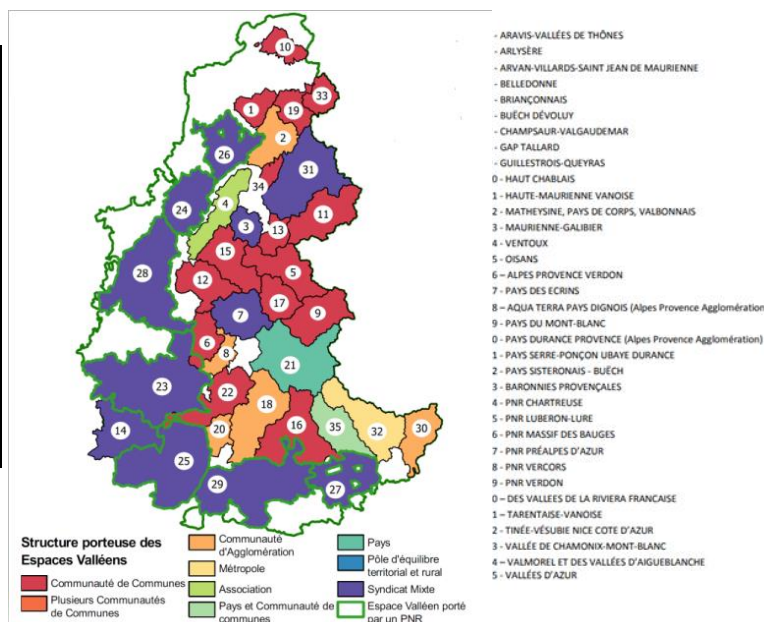 10
33
1
19
2
26
31
34
24
4
11
3
13
15
5
28
12
17
9
7
6
8
21
23
22
18
14
20
16
35
32
30
25
29
27
- ARAVIS-VALLÉES DE THÔNES
- ARLYSÈRE
- ARVAN-VILLARDS-SAINT JEAN DE MAURIENNE
- BELLEDONNE
- BRIANÇONNAIS
- BUËCH DÉVOLUY
- CHAMPSAUR-VALGAUDEMAR
- GAP TALLARD
- GUILLESTROIS-QUEYRAS
0 - HAUT CHABLAIS
1 - HAUTE-MAURIENNE VANOISE
2 - MATHEYSINE, PAYS DE CORPS, VALBONNAIS
3 - MAURIENNE-GALIBIER
4 - VENTOUX
5 - OISANS
6 – ALPES PROVENCE VERDON
7 - PAYS DES ECRINS
8 – AQUA TERRA PAYS DIGNOIS (Alpes Provence Agglomération)
9 - PAYS DU MONT-BLANC
0 - PAYS DURANCE PROVENCE (Alpes Provence Agglomération)
1 - PAYS SERRE-PONÇON UBAYE DURANCE
2 - PAYS SISTERONAIS - BUËCH
3 - BARONNIES PROVENÇALES
4 - PNR CHARTREUSE
5 - PNR LUBERON-LURE
6 - PNR MASSIF DES BAUGES
7 - PNR PRÉALPES D'AZUR
8 - PNR VERCORS
9 - PNR VERDON
0 – DES VALLEES DE LA RIVIERA FRANCAISE
1 – TARENTAISE-VANOISE
2 - TINÉE-VÉSUBIE NICE COTE D'AZUR
3 - VALLÉE DE CHAMONIX-MONT-BLANC
4 – VALMOREL ET DES VALLÉES D'AIGUEBLANCHE
5 - VALLÉES D'AZUR
Structure porteuse des
Espaces Valléens
Communauté de Communes
Plusieurs Communautés
de Communes
Communauté
d'Agglomération
Métropole
Association
Pays et Communauté de
communes
Pays
Pôle d'équilibre
territorial et rural
Syndicat Mixte
Espace Valléen porté
par un PNR